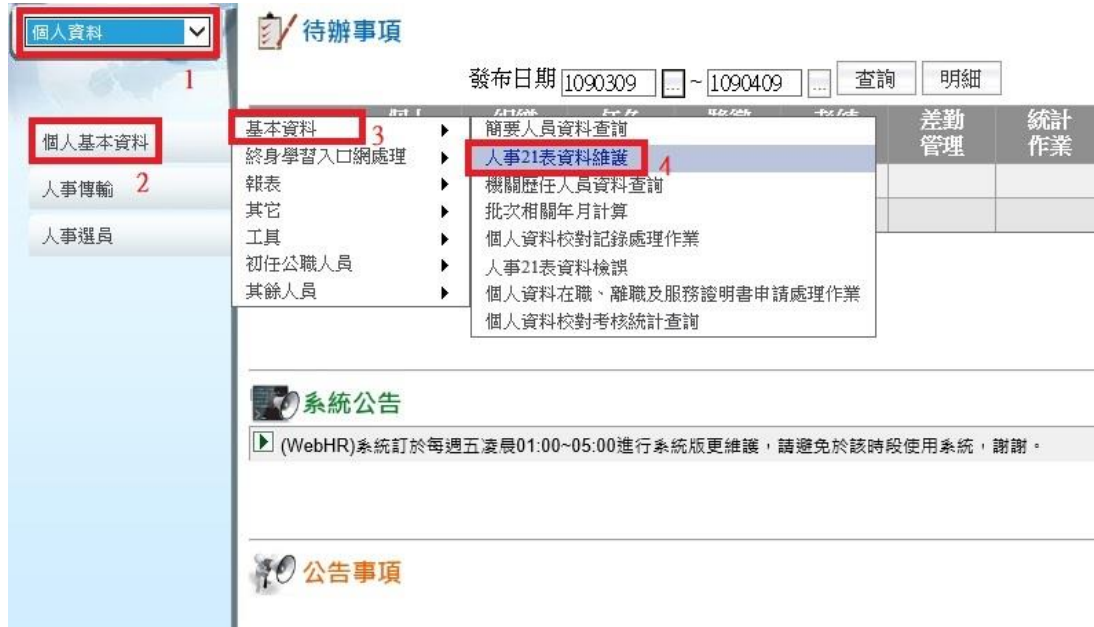 個人資料
1
待辦事項
發布日期 1090309 ... ~ 1090409 ... 查詢 明細
差勤管理
統計作業
個人基本資料
2
人事傳輸
人事選員
基本資料
3
終身學習入口網處理
報表
其它
工具
初任公職人員
其餘人員
簡要人員資料查詢
人事21表資料維護
4
機關歷任人員資料查詢
批次相關年月計算
個人資料校對記錄處理作業
人事21表資料檢誤
個人資料在職、離職及服務證明書申請處理作業
個人資料校對考核統計查詢
系統公告
(WebHR)系統訂於每週五凌晨01:00~05:00進行系統版更維護，請避免於該時段使用系統，謝謝。
公告事項